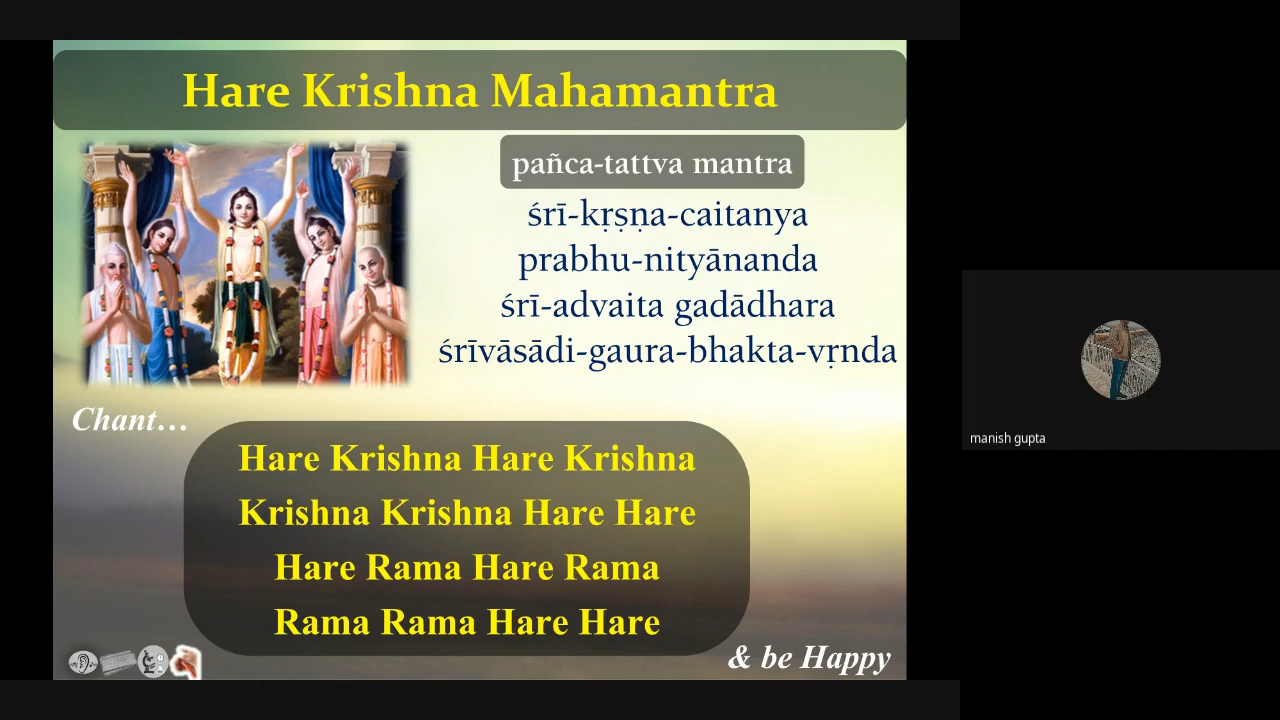 Hare Krishna Mahamantra
pañca-tattva mantra
śrī-kṛṣṇa-caitanya
prabhu-nityānanda
śrī-advaita gadādhara
śrīvāsādi-gaura-bhakta-vṛnda
Chant...
Hare Krishna Hare Krishna
Krishna Krishna Hare Hare
Hare Rama Hare Rama
Rama Rama Hare Hare
& be Happy
manish gupta